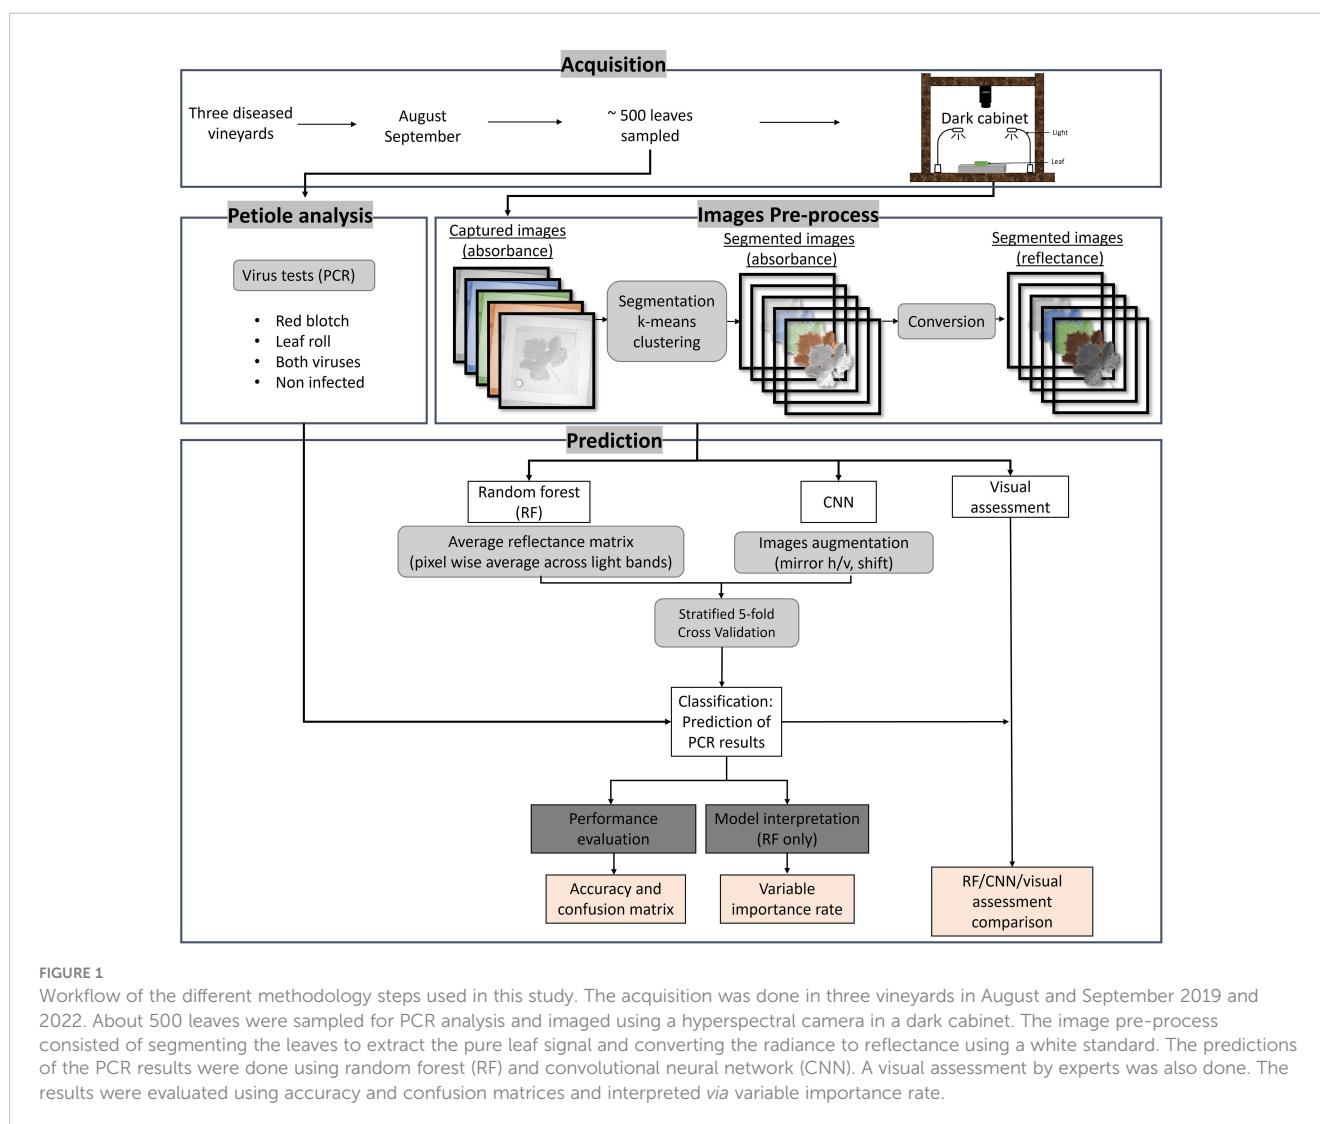 Acquisition
Three diseased
vineyards
August
September
~ 500 leaves
sampled
Dark cabinet
Light
Leaf
Petiole analysis
Virus tests (PCR)
• Red blotch
• Leaf roll
• Both viruses
• Non infected
Images Pre-process
Captured images
(absorbance)
Segmentation
k-means
clustering
Segmented images
(absorbance)
Conversion
Segmented images
(reflectance)
Prediction
Random forest
(RF)
CNN
Visual
assessment
Average reflectance matrix
(pixel wise average across light bands)
Images augmentation
(mirror h/v, shift)
Stratified 5-fold
Cross Validation
Classification:
Prediction of
PCR results
Performance
evaluation
Model interpretation
(RF only)
Accuracy and
confusion matrix
Variable
importance rate
RF/CNN/visual
assessment
comparison
FIGURE 1
Workflow of the different methodology steps used in this study. The acquisition was done in three vineyards in August and September 2019 and
2022. About 500 leaves were sampled for PCR analysis and imaged using a hyperspectral camera in a dark cabinet. The image pre-process
consisted of segmenting the leaves to extract the pure leaf signal and converting the radiance to reflectance using a white standard. The predictions
of the PCR results were done using random forest (RF) and convolutional neural network (CNN). A visual assessment by experts was also done. The
results were evaluated using accuracy and confusion matrices and interpreted via variable importance rate.